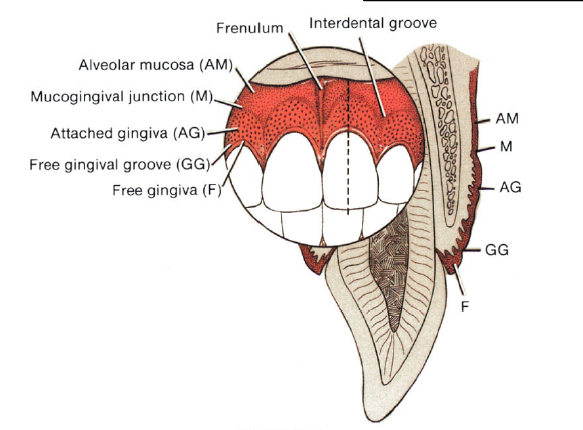 Frenulum
Interdental groove
Alveolar mucosa (AM)
Mucogingival junction (M)
Attached gingiva (AG)
Free gingival groove (GG)
Free gingiva (F)
AM
M
AG
GG
F